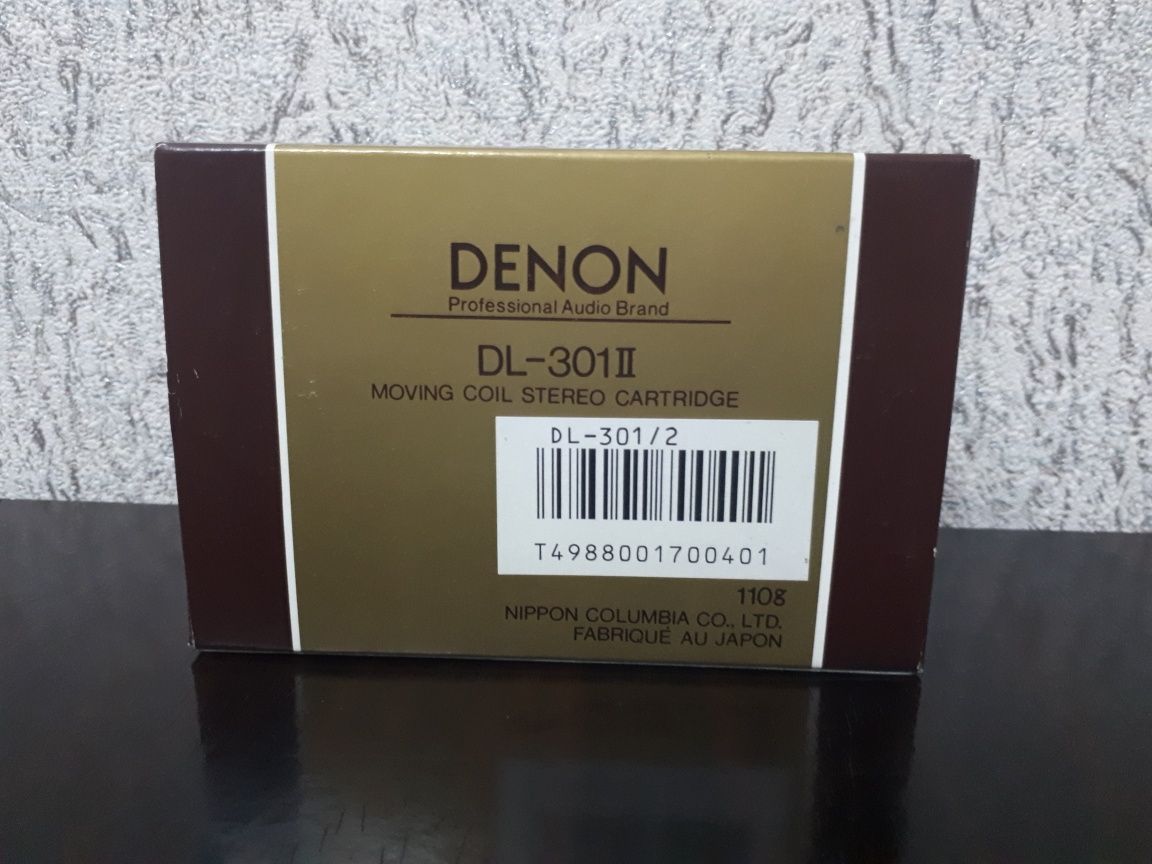 DENON
Professional Audio Brand
DL-301II
MOVING COIL STEREO CARTRIDGE
DL-301/2
T4988001700401
110g
NIPPON COLUMBIA CO., LTD.
FABRIQUÉ AU JAPON